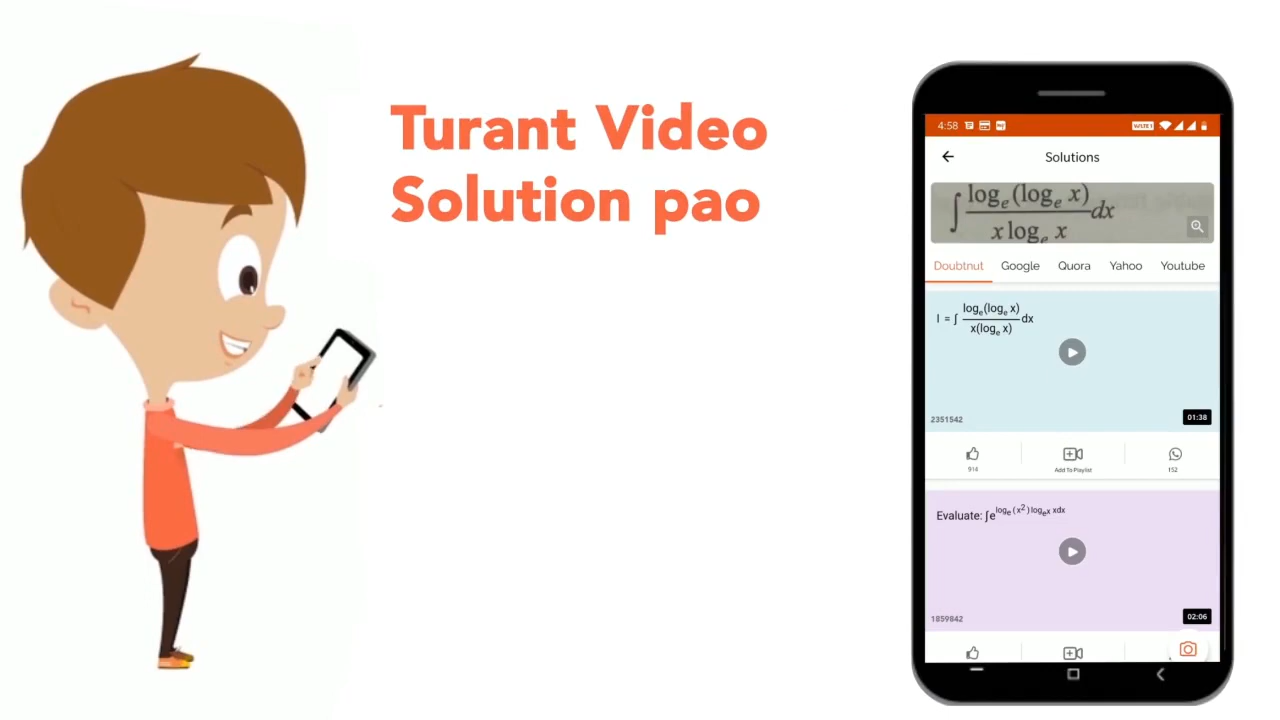 Turant Video
Solution pao
4:58
VoLTE1
Solutions
∫ logₑ(logₑ x) / x logₑ x dx
Doubtnut Google Quora Yahoo Youtube
I = ∫ logₑ(logₑ x) / x(logₑ x) dx
2351542 01:38
914 Add To Playlist 152
Evaluate: ∫e^logₑ(x²)logₑx xdx
1859842 02:06